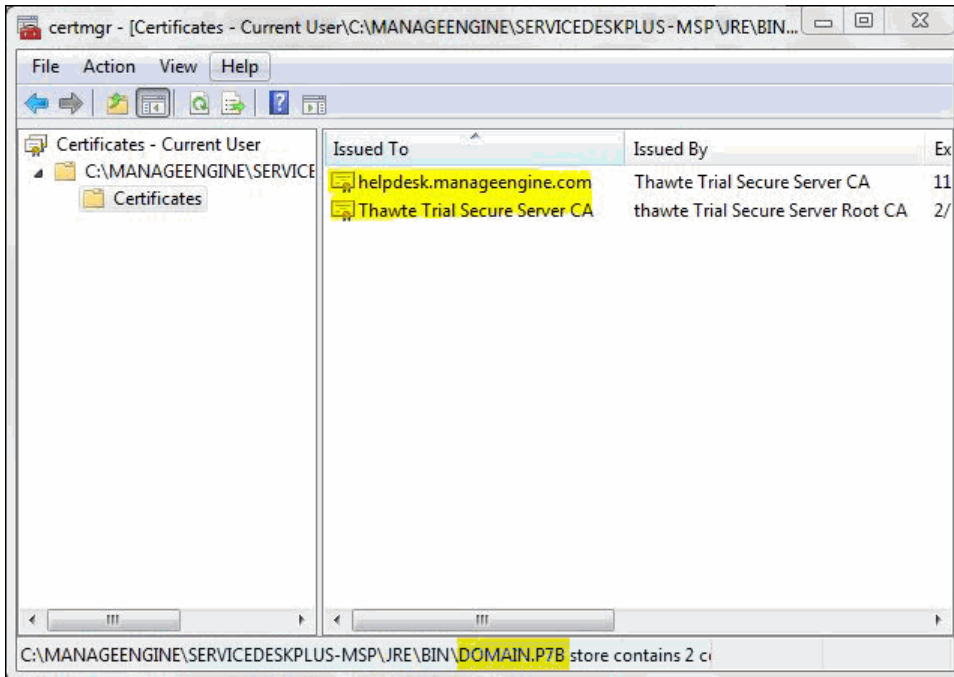 certmgr - [Certificates - Current User\C:\MANAGEENGINE\SERVICEDESKPLUS-MSP\JRE\BIN...
File Action View Help
Certificates - Current User
C:\MANAGEENGINE\SERVICE
Certificates
Issued To Issued By Ex
helpdesk.manageengine.com Thawte Trial Secure Server CA 11
Thawte Trial Secure Server CA thawte Trial Secure Server Root CA 2/
C:\MANAGEENGINE\SERVICEDESKPLUS-MSP\JRE\BIN\DOMAIN.P7B store contains 2